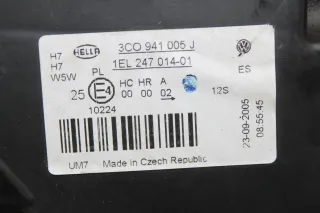 H7 HELLA 3C0 941 005 J
H7
W5W PL 1EL 247 014-01 ES
25 E4 HC HR A
00 00 02 12S
10224
UM7 Made in Czech Republic
23-09-2005
08:55:45